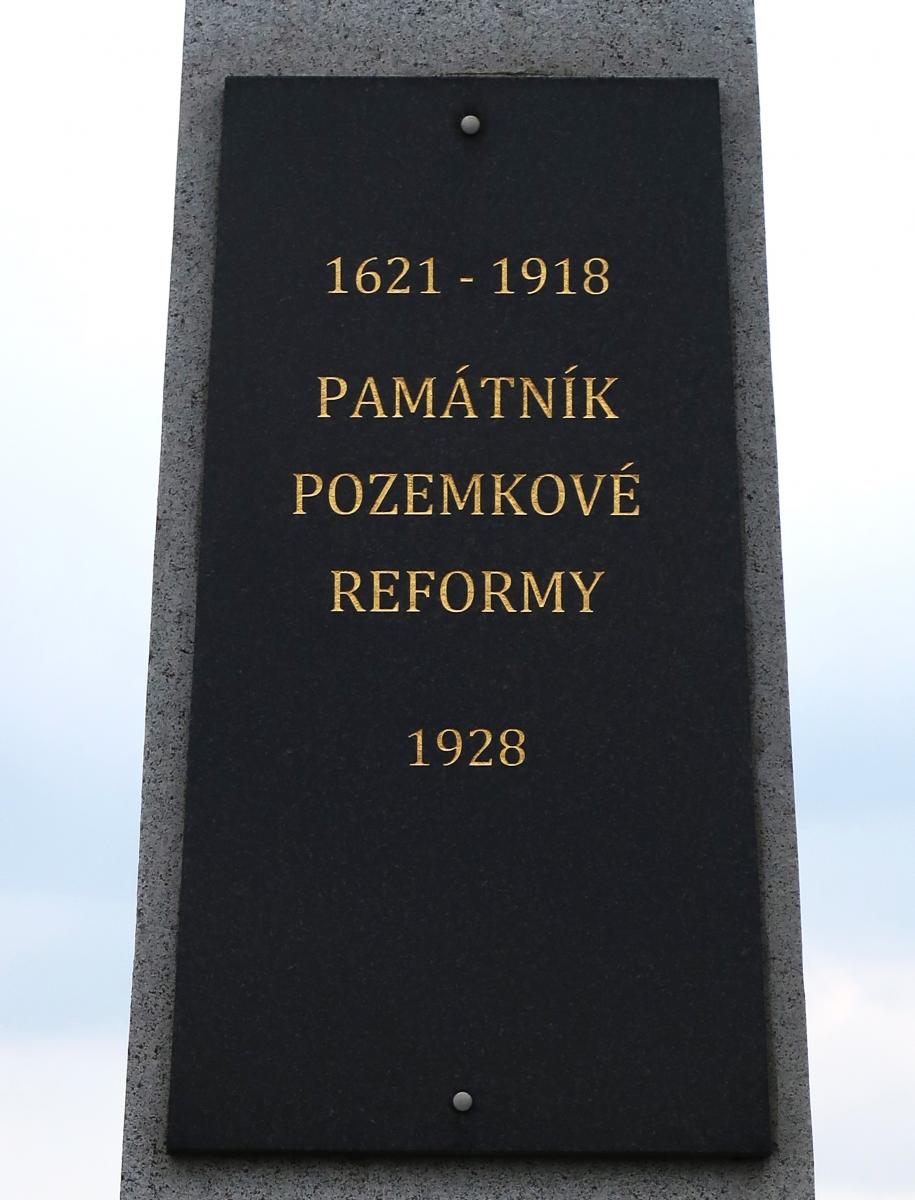 1621 - 1918
PAMÁTNÍK
POZEMKOVÉ
REFORMY
1928